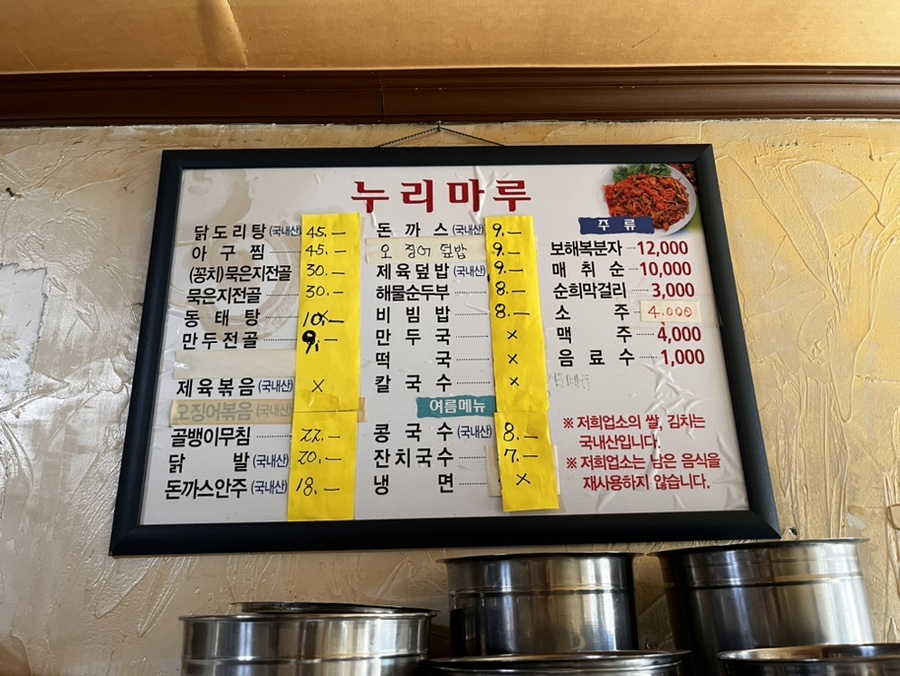 누리마루
닭도리탕 (국내산) 45.—
아구찜 45.—
(꽁치)묵은지전골 30.—
묵은지전골 30.—
동태탕 10.—
만두전골 9.—
제육볶음 (국내산) ×
오징어볶음 (국내산)
골뱅이무침 22.—
닭발 (국내산) 20.—
돈까스안주 (국내산) 18.—
돈까스 (국내산) 9.—
오징어덮밥 9.—
제육덮밥 (국내산) 9.—
해물순두부 8.—
비빔밥 8.—
만두국 ×
떡국 ×
칼국수 ×
여름메뉴
콩국수 (국내산) 8.—
잔치국수 7.—
냉면 ×
주류
보해복분자 12,000
매취순 10,000
순희막걸리 3,000
소주 4.000
맥주 4,000
음료수 1,000
※ 저희업소의 쌀, 김치는
국내산입니다.
※ 저희업소는 남은 음식을
재사용하지 않습니다.